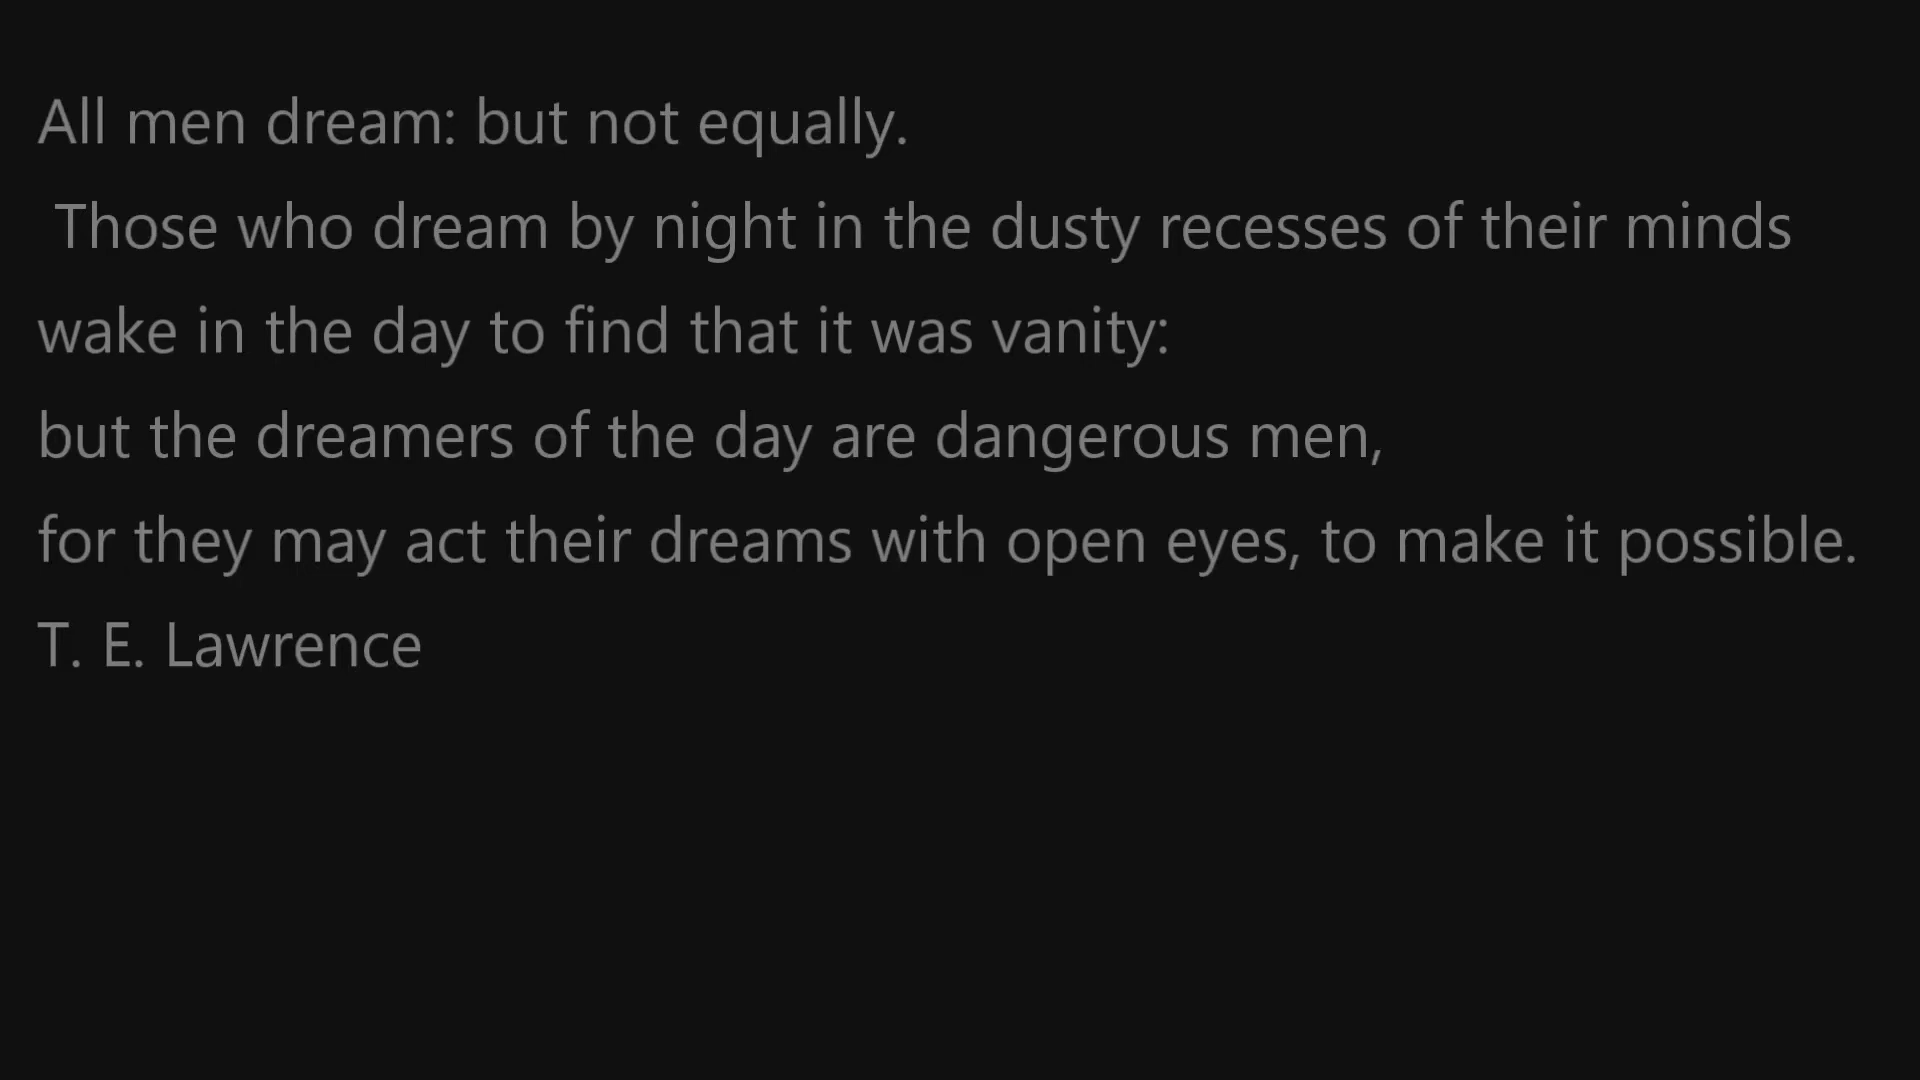 All men dream: but not equally.
Those who dream by night in the dusty recesses of their minds
wake in the day to find that it was vanity:
but the dreamers of the day are dangerous men,
for they may act their dreams with open eyes, to make it possible.
T. E. Lawrence